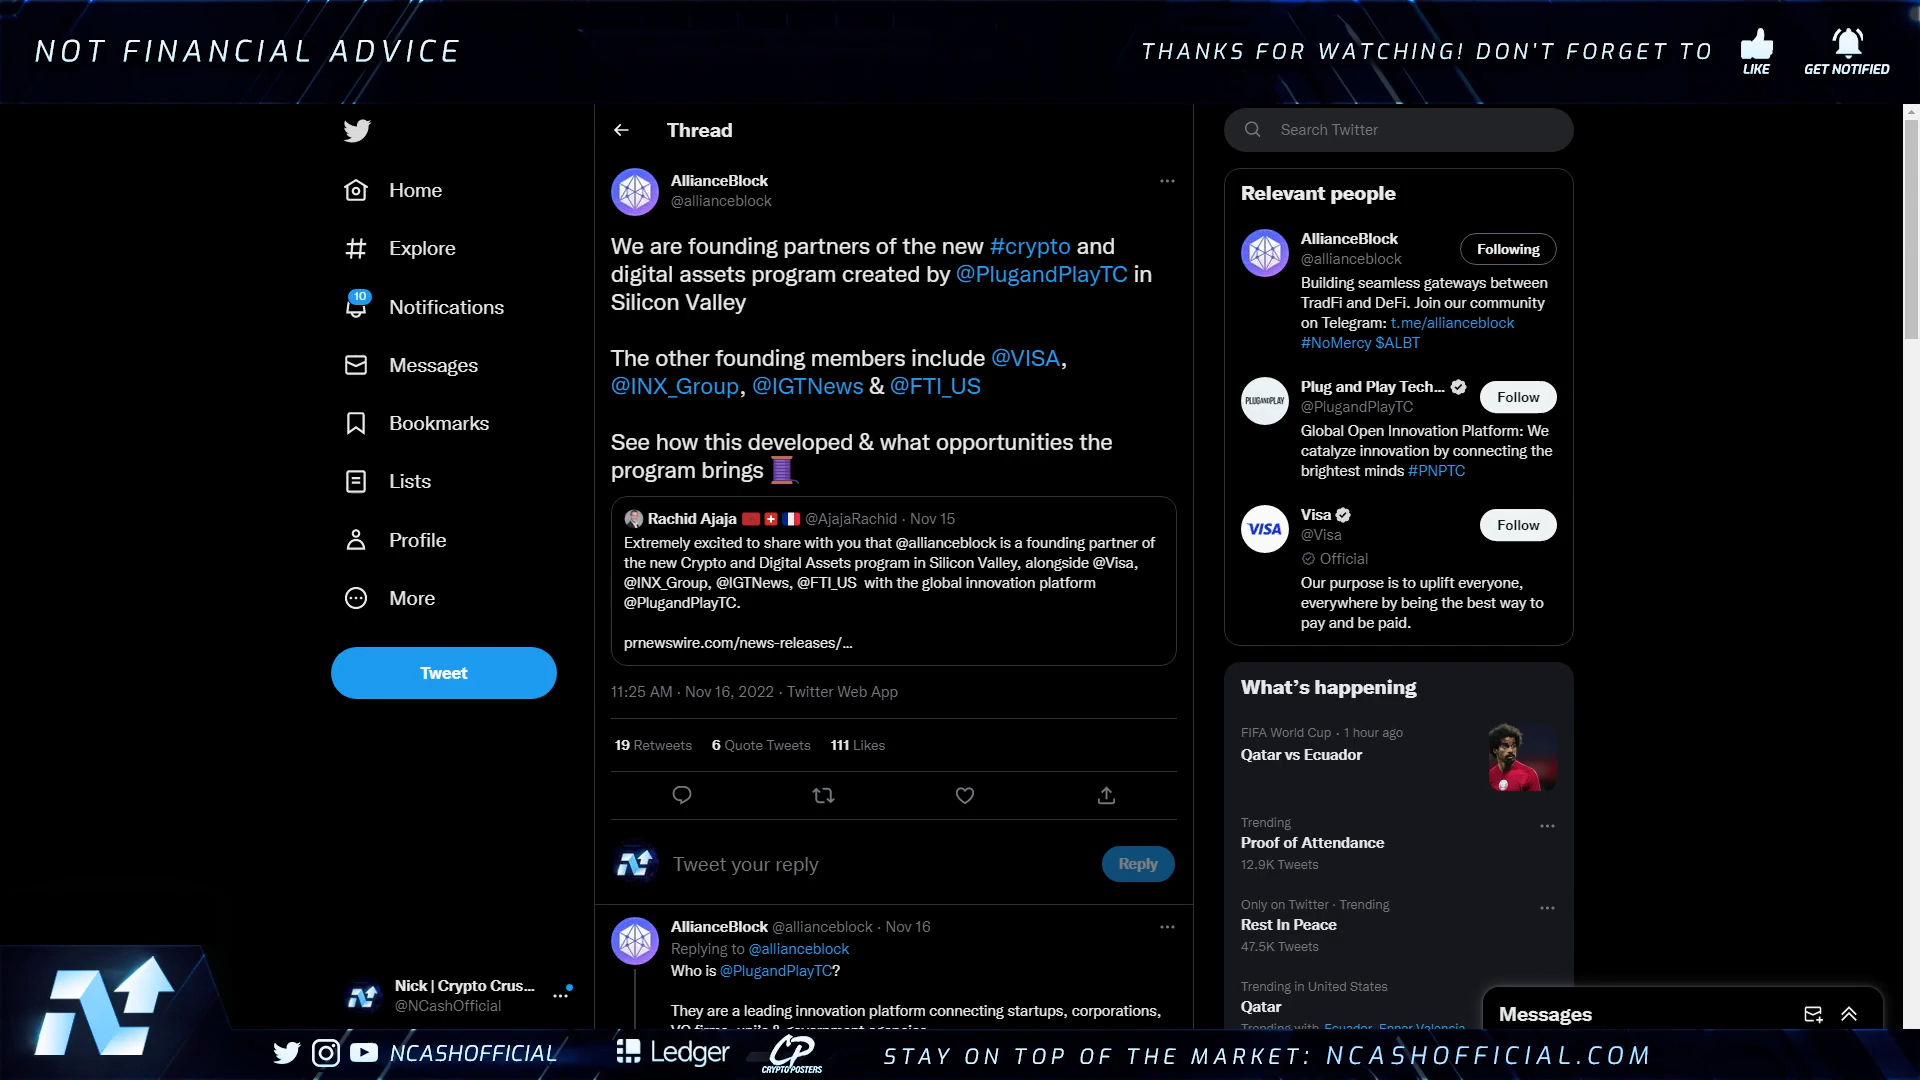 NOT FINANCIAL ADVICE
THANKS FOR WATCHING! DON'T FORGET TO
LIKE
GET NOTIFIED
Home
Explore
10
Notifications
Messages
Bookmarks
Lists
Profile
More
Tweet
Nick | Crypto Crus...
@NCashOfficial
Thread
AllianceBlock
@allianceblock
We are founding partners of the new #crypto and
digital assets program created by @PlugandPlayTC in
Silicon Valley
The other founding members include @VISA,
@INX_Group, @IGTNews & @FTI_US
See how this developed & what opportunities the
program brings
Rachid Ajaja @AjajaRachid · Nov 15
Extremely excited to share with you that @allianceblock is a founding partner of
the new Crypto and Digital Assets program in Silicon Valley, alongside @Visa,
@INX_Group, @IGTNews, @FTI_US with the global innovation platform
@PlugandPlayTC.
prnewswire.com/news-releases/...
11:25 AM · Nov 16, 2022 · Twitter Web App
19 Retweets 6 Quote Tweets 111 Likes
Tweet your reply
Reply
AllianceBlock @allianceblock · Nov 16
Replying to @allianceblock
Who is @PlugandPlayTC?
They are a leading innovation platform connecting startups, corporations,
Search Twitter
Relevant people
AllianceBlock
@allianceblock
Following
Building seamless gateways between
TradFi and DeFi. Join our community
on Telegram: t.me/allianceblock
#NoMercy $ALBT
PLUGANDPLAY
Plug and Play Tech...
@PlugandPlayTC
Follow
Global Open Innovation Platform: We
catalyze innovation by connecting the
brightest minds #PNPTC
VISA
Visa
@Visa
Follow
Official
Our purpose is to uplift everyone,
everywhere by being the best way to
pay and be paid.
What's happening
FIFA World Cup · 1 hour ago
Qatar vs Ecuador
Trending
Proof of Attendance
12.9K Tweets
Only on Twitter · Trending
Rest In Peace
47.5K Tweets
Trending in United States
Qatar
Trending with Ecuador, Enner Valencia
Messages
NCASHOFFICIAL
Ledger
CP
CRYPTO POSTERS
STAY ON TOP OF THE MARKET: NCASHOFFICIAL.COM